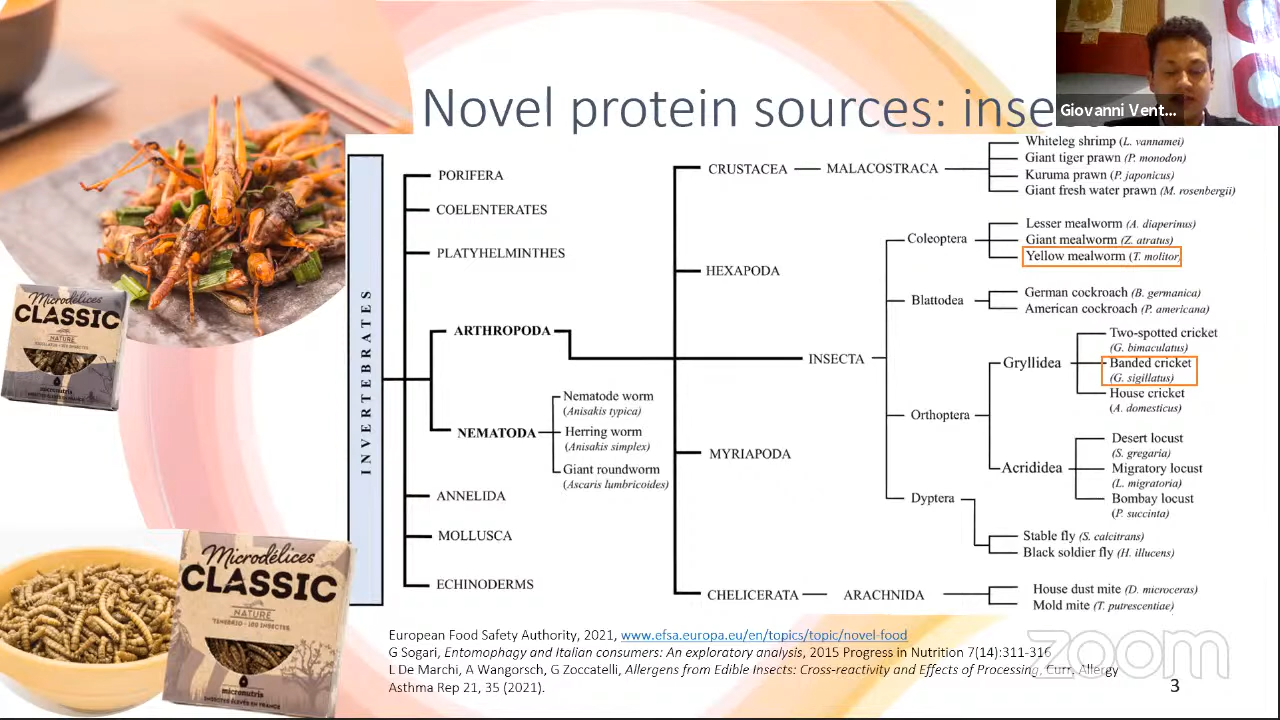 Novel protein sources: inse
Giovanni Vent...
INVERTEBRATES
PORIFERA
COELENTERATES
PLATYHELMINTHES
ARTHROPODA
NEMATODA
Nematode worm
(Anisakis typica)
Herring worm
(Anisakis simplex)
Giant roundworm
(Ascaris lumbricoides)
ANNELIDA
MOLLUSCA
ECHINODERMS
CRUSTACEA
MALACOSTRACA
Whiteleg shrimp (L. vannamei)
Giant tiger prawn (P. monodon)
Kuruma prawn (P. japonicus)
Giant fresh water prawn (M. rosenbergii)
HEXAPODA
INSECTA
Coleoptera
Lesser mealworm (A. diaperinus)
Giant mealworm (Z. atratus)
Yellow mealworm (T. molitor)
Blattodea
German cockroach (B. germanica)
American cockroach (P. americana)
Orthoptera
Gryllidea
Two-spotted cricket
(G. bimaculatus)
Banded cricket
(G. sigillatus)
House cricket
(A. domesticus)
Acrididea
Desert locust
(S. gregaria)
Migratory locust
(L. migratoria)
Bombay locust
(P. succinta)
Dyptera
Stable fly (S. calcitrans)
Black soldier fly (H. illucens)
MYRIAPODA
CHELICERATA
ARACHNIDA
House dust mite (D. microceras)
Mold mite (T. putrescentiae)
Microdélices
CLASSIC
NATURE
micronutris
Microdélices
CLASSIC
NATURE
micronutris
INSECTES ÉLEVÉS EN FRANCE
European Food Safety Authority, 2021, www.efsa.europa.eu/en/topics/topic/novel-food
G Sogari, Entomophagy and Italian consumers: An exploratory analysis, 2015 Progress in Nutrition 7(14):311-316
L De Marchi, A Wangorsch, G Zoccatelli, Allergens from Edible Insects: Cross-reactivity and Effects of Processing, Curr. Allergy
Asthma Rep 21, 35 (2021).
zoom
3